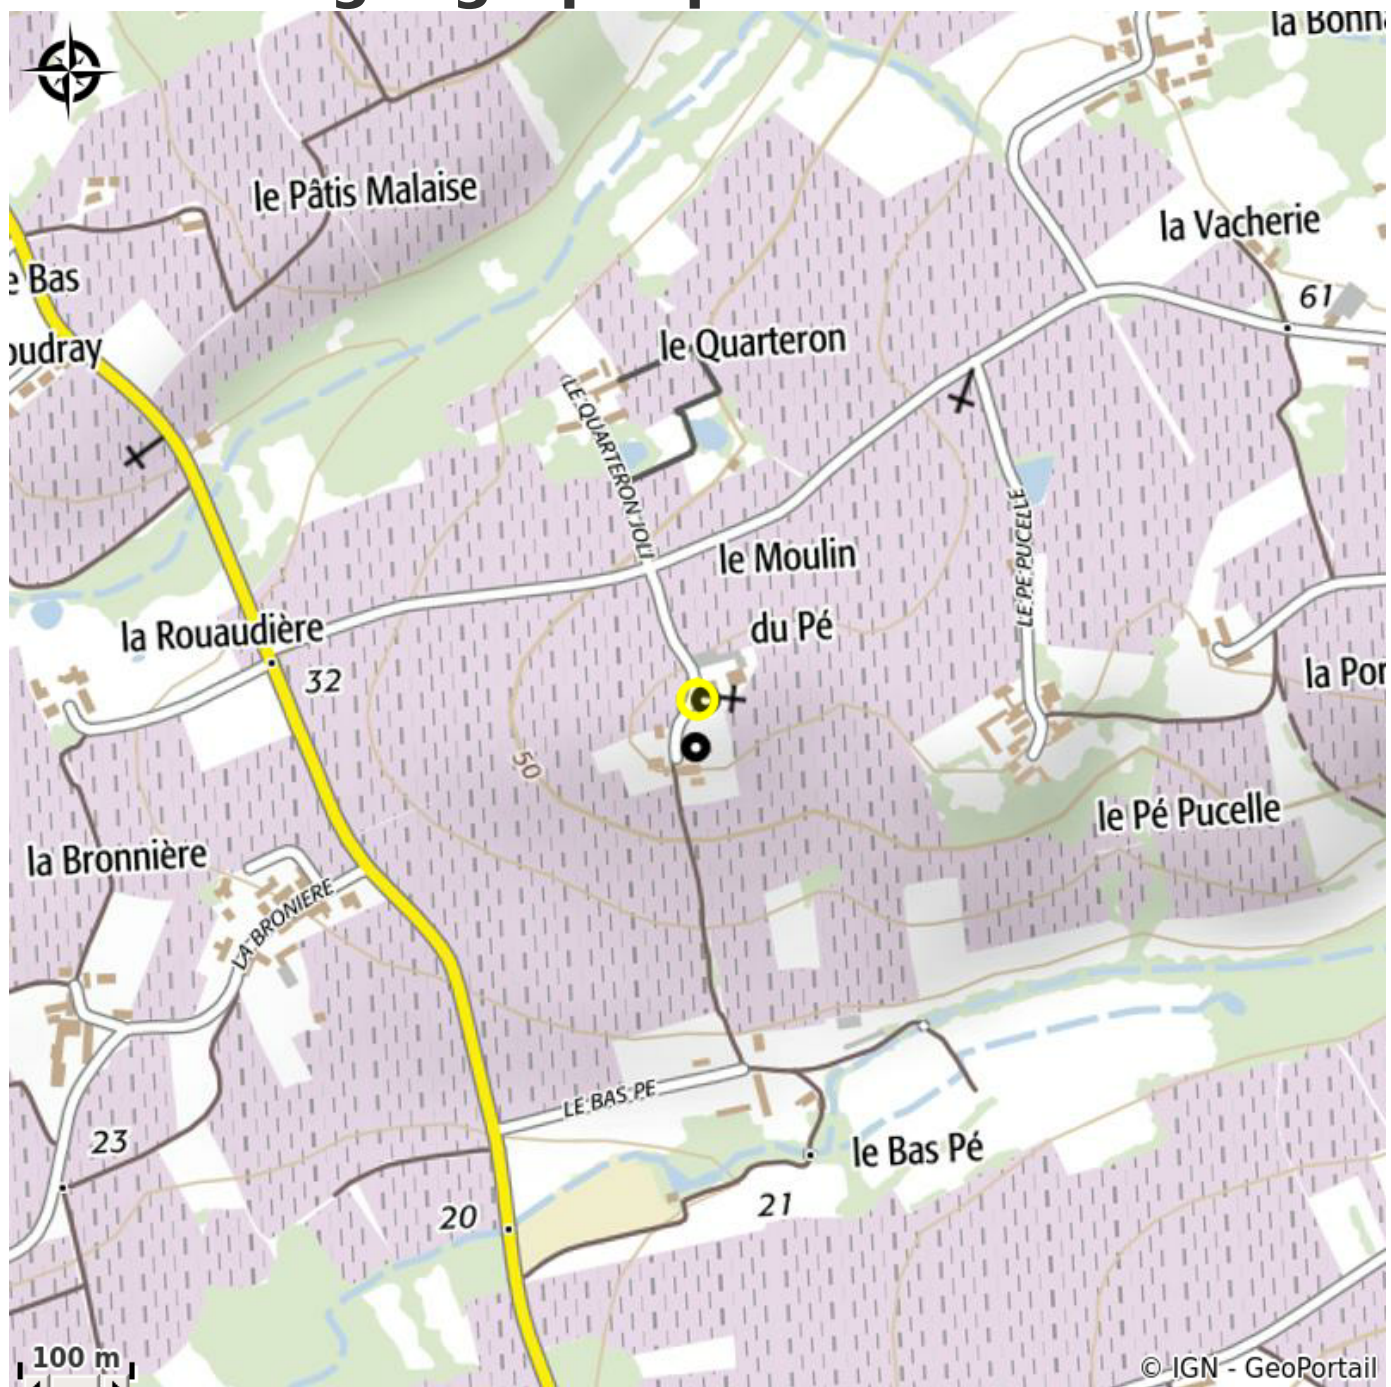 le Pâtis Malaise
la Vacherie
61
le Quarteron
LE QUARTERON JOLI
le Moulin
du Pé
LE PE PUCELLE
la Rouaudière
32
50
le Pé Pucelle
la Bronnière
LA BRONIERE
LE BAS PE
23
le Bas Pé
21
20
100 m
© IGN - GeoPortail